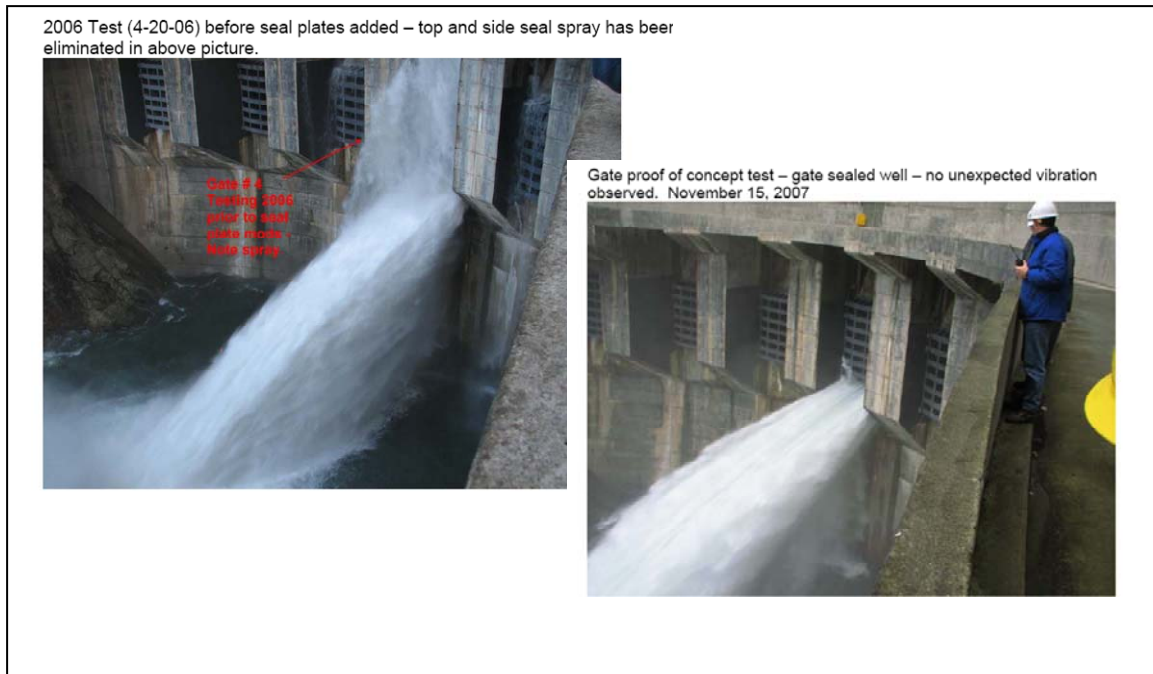 2006 Test (4-20-06) before seal plates added – top and side seal spray has been
eliminated in above picture.
Gate # 4
Testing 2006
prior to seal
plate mods -
Note spray
Gate proof of concept test – gate sealed well – no unexpected vibration
observed. November 15, 2007